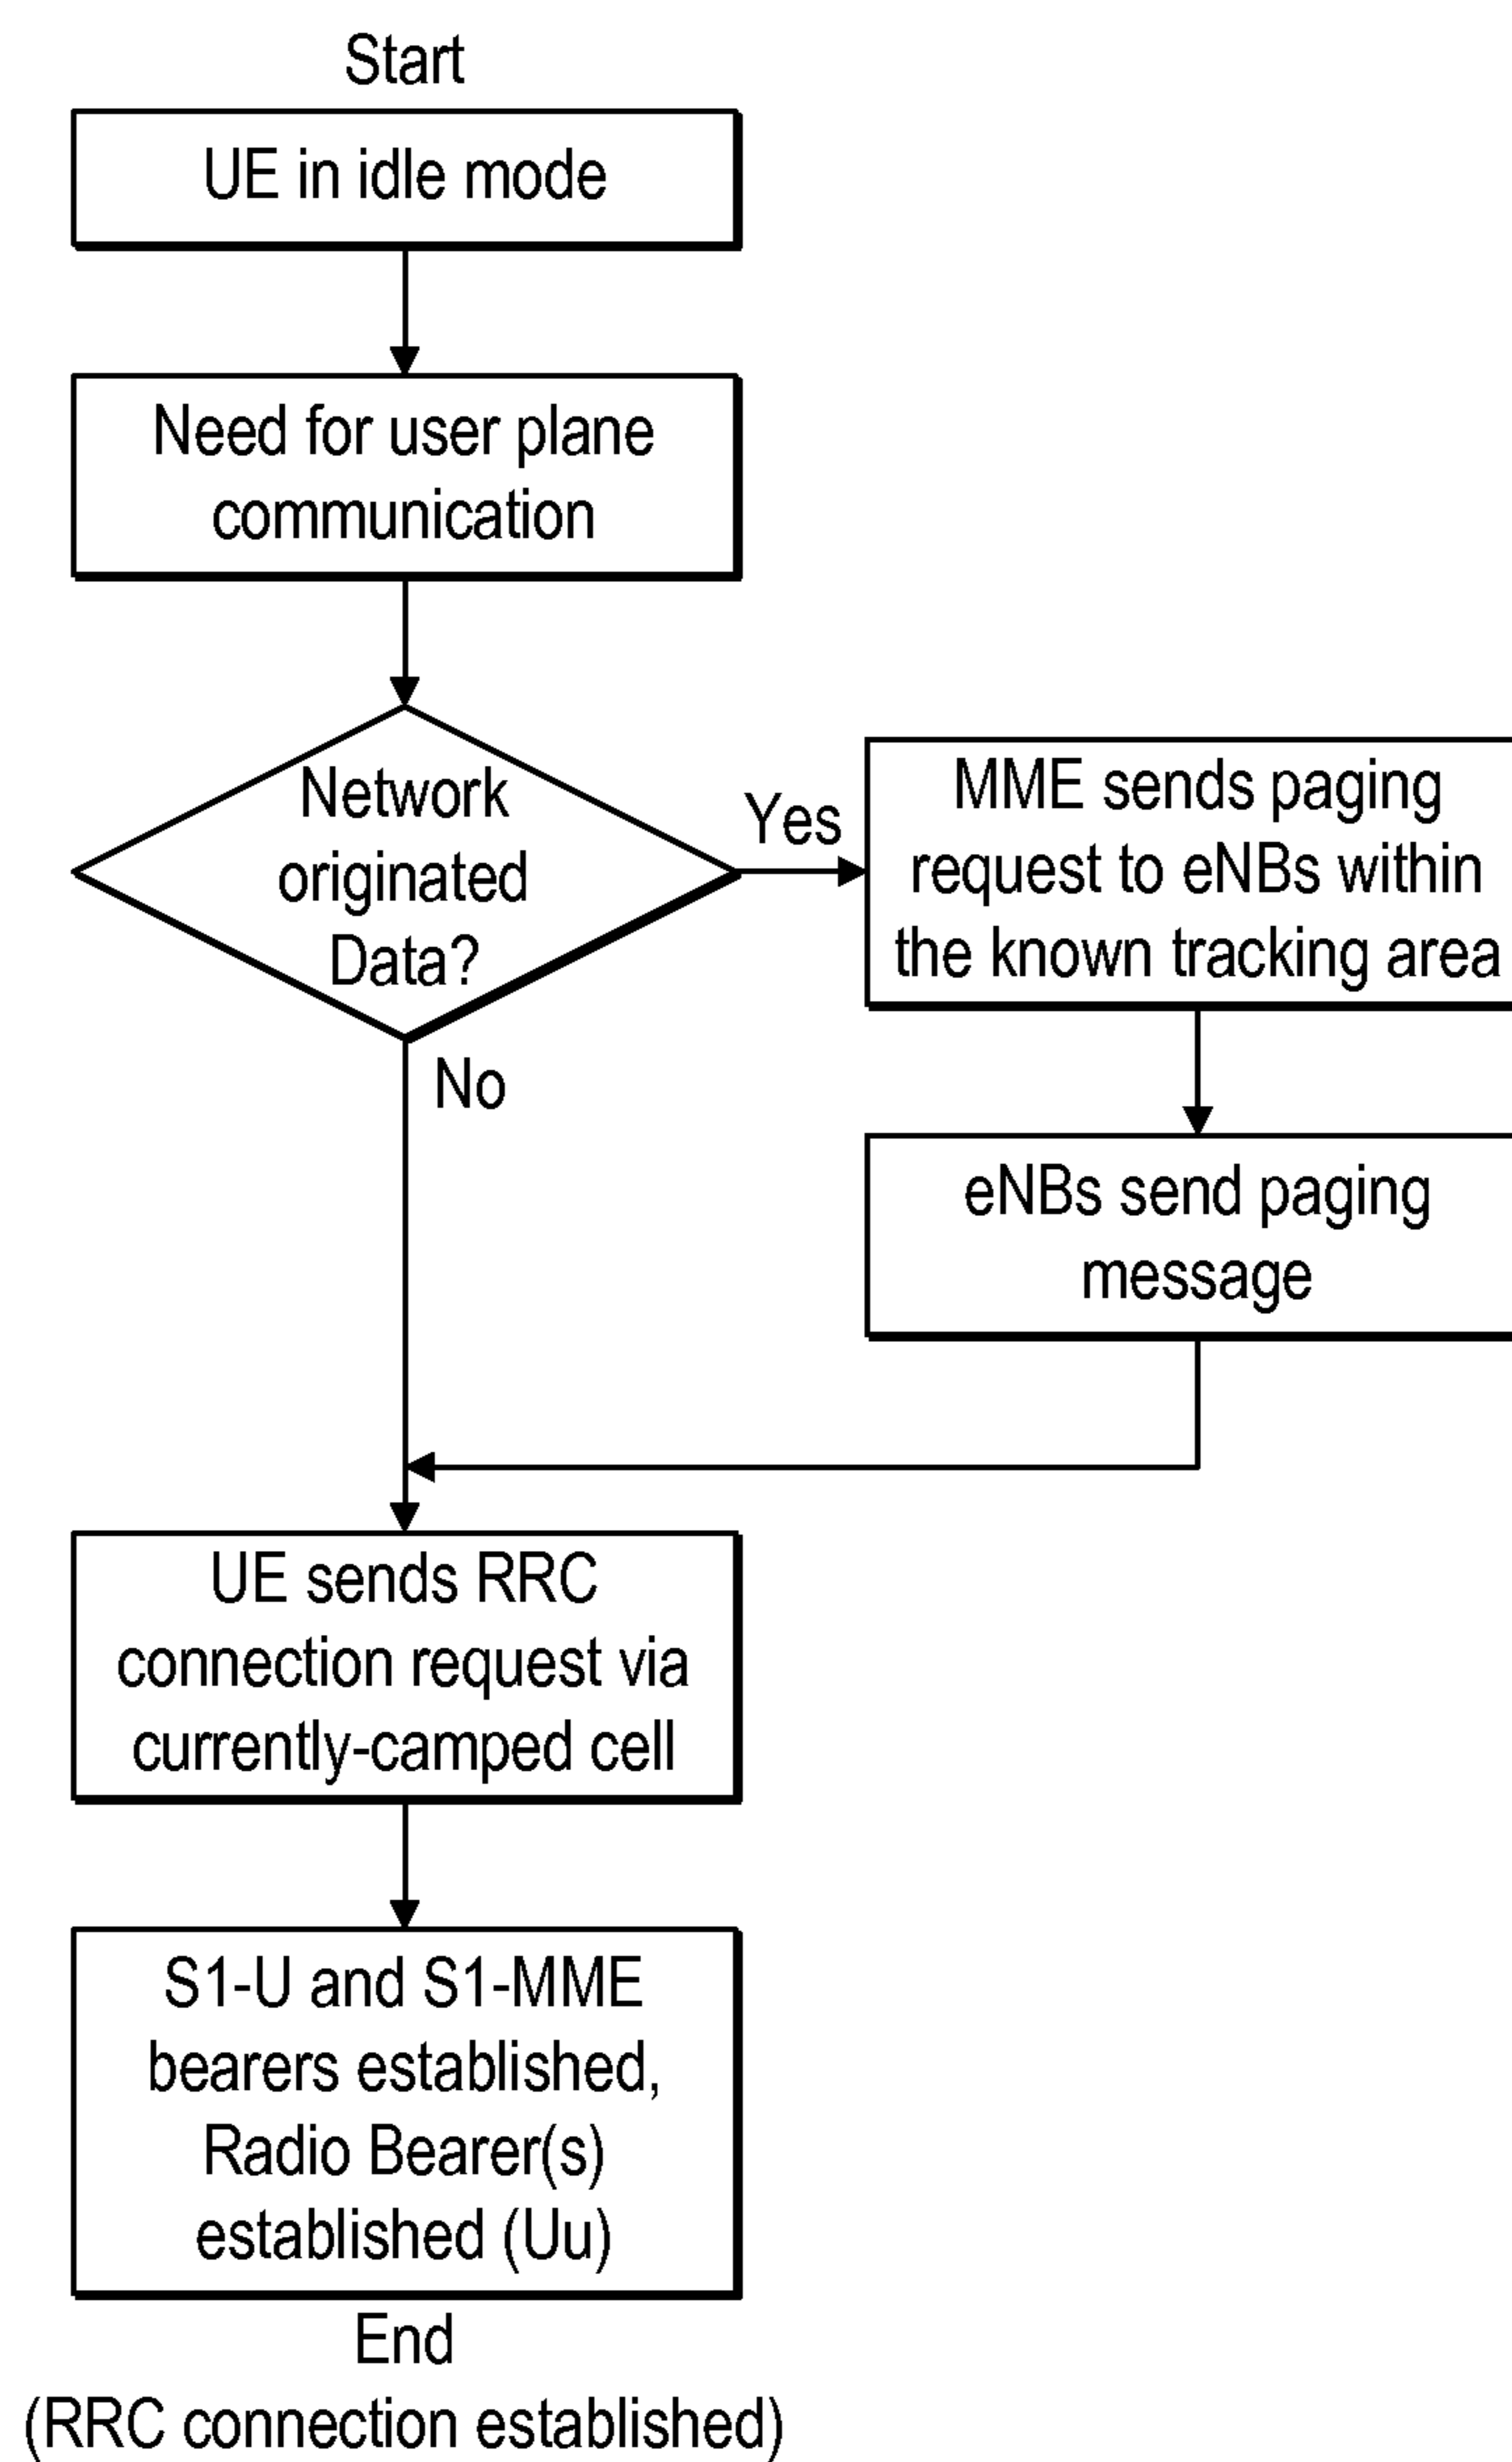 Start
UE in idle mode
Need for user plane
communication
Network
originated
Data?
Yes
MME sends paging
request to eNBs within
the known tracking area
No
eNBs send paging
message
UE sends RRC
connection request via
currently-camped cell
S1-U and S1-MME
bearers established,
Radio Bearer(s)
established (Uu)
End
(RRC connection established)